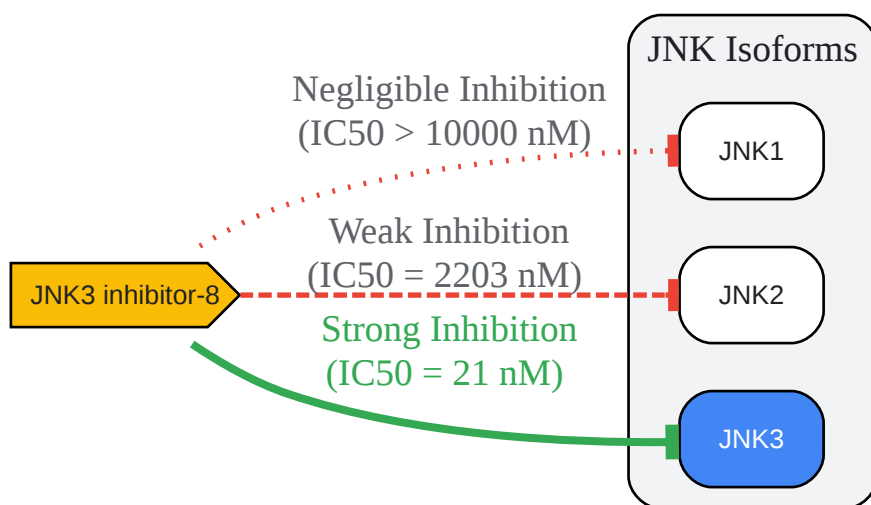 JNK Isoforms
Negligible Inhibition
(IC50 > 10000 nM)
JNK1
Weak Inhibition
(IC50 = 2203 nM)
JNK3 inhibitor-8
JNK2
Strong Inhibition
(IC50 = 21 nM)
JNK3